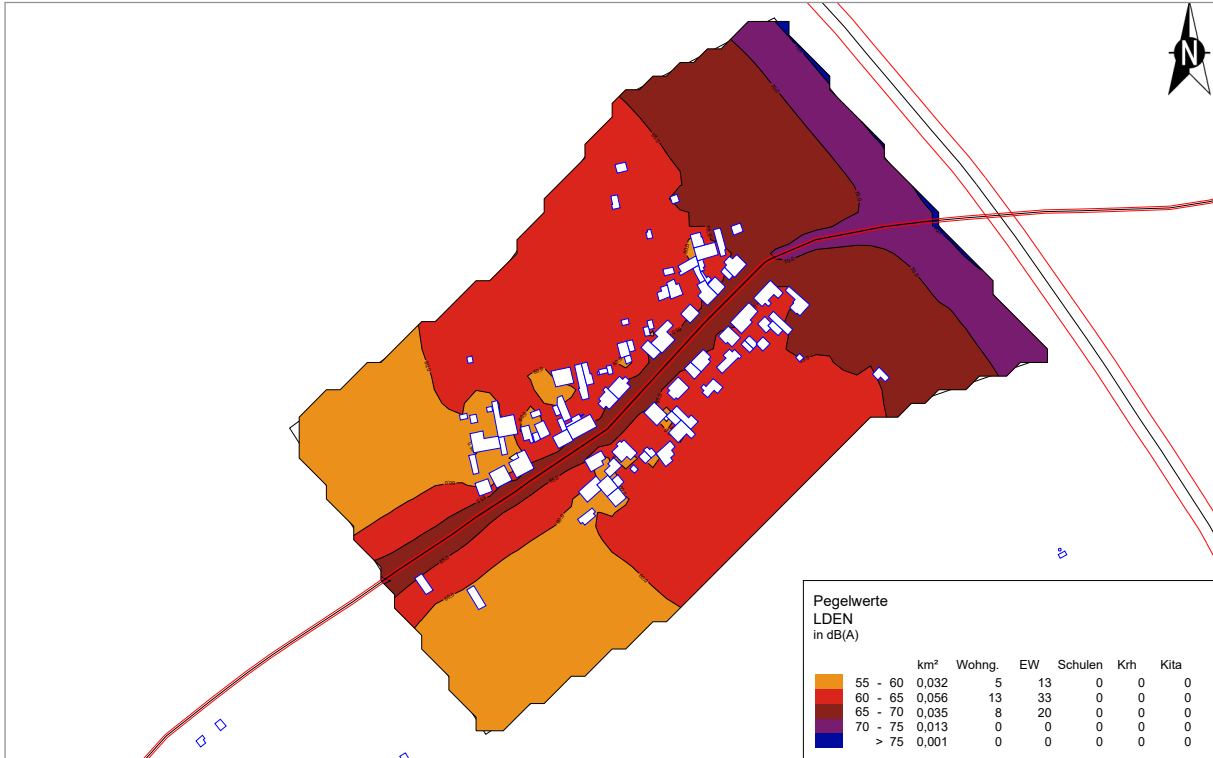 N
Pegelwerte
LDEN
in dB(A)
km² Wohng. EW Schulen Krh Kita
55 - 60 0,032 5 13 0 0 0
60 - 65 0,056 13 33 0 0 0
65 - 70 0,035 8 20 0 0 0
70 - 75 0,013 0 0 0 0 0
> 75 0,001 0 0 0 0 0